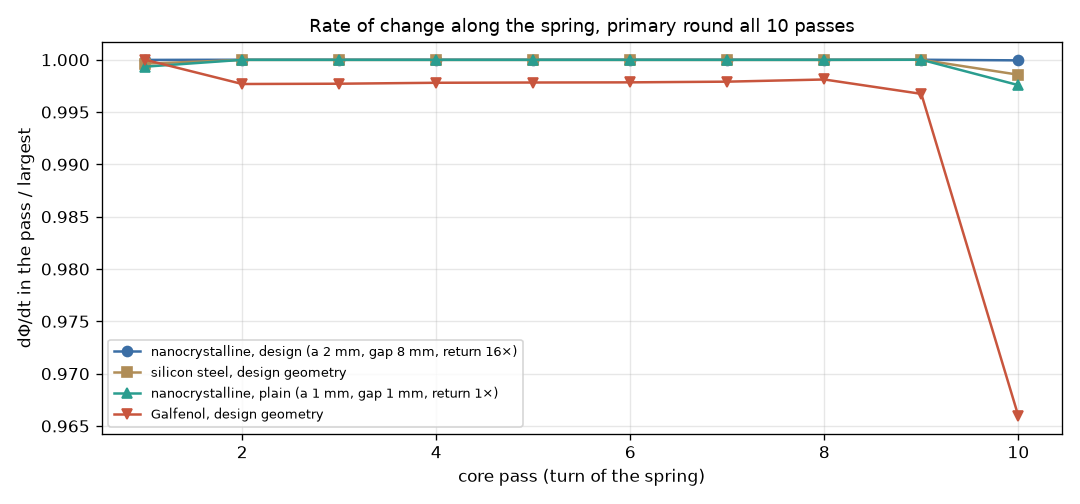 Rate of change along the spring, primary round all 10 passes
dΦ/dt in the pass / largest
1.000
0.995
0.990
0.985
0.980
0.975
0.970
0.965
nanocrystalline, design (a 2 mm, gap 8 mm, return 16×)
silicon steel, design geometry
nanocrystalline, plain (a 1 mm, gap 1 mm, return 1×)
Galfenol, design geometry
2 4 6 8 10
core pass (turn of the spring)